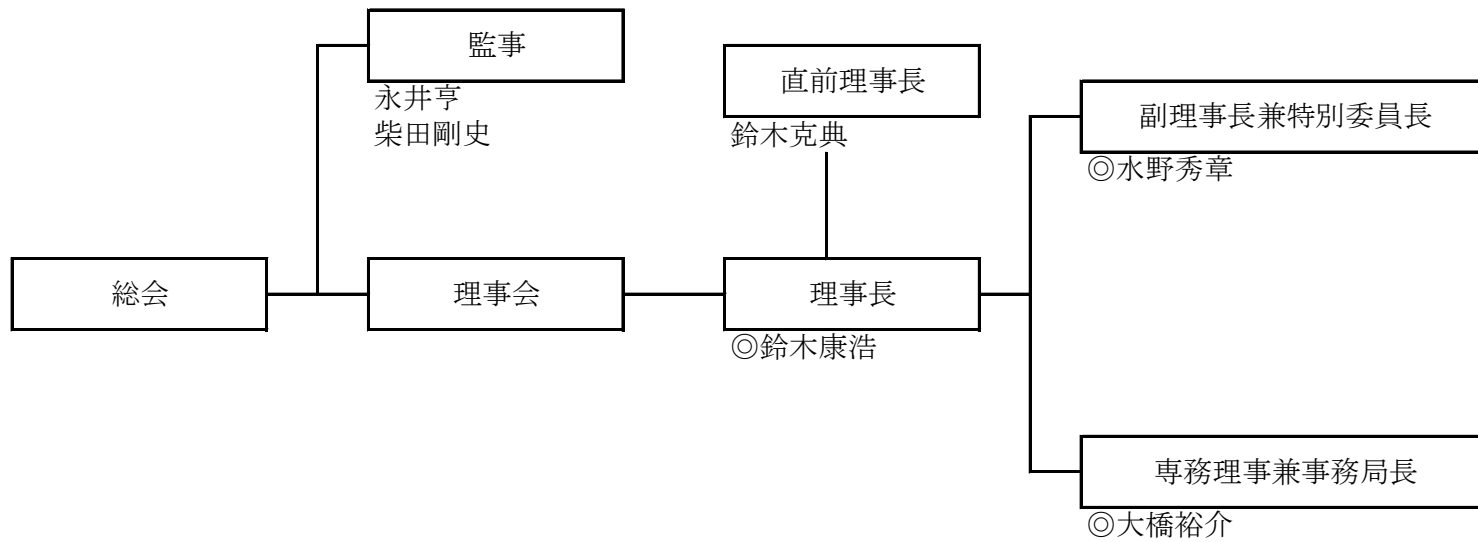 監事
永井亨
柴田剛史
直前理事長
鈴木克典
副理事長兼特別委員長
◎水野秀章
総会
理事会
理事長
◎鈴木康浩
専務理事兼事務局長
◎大橋裕介